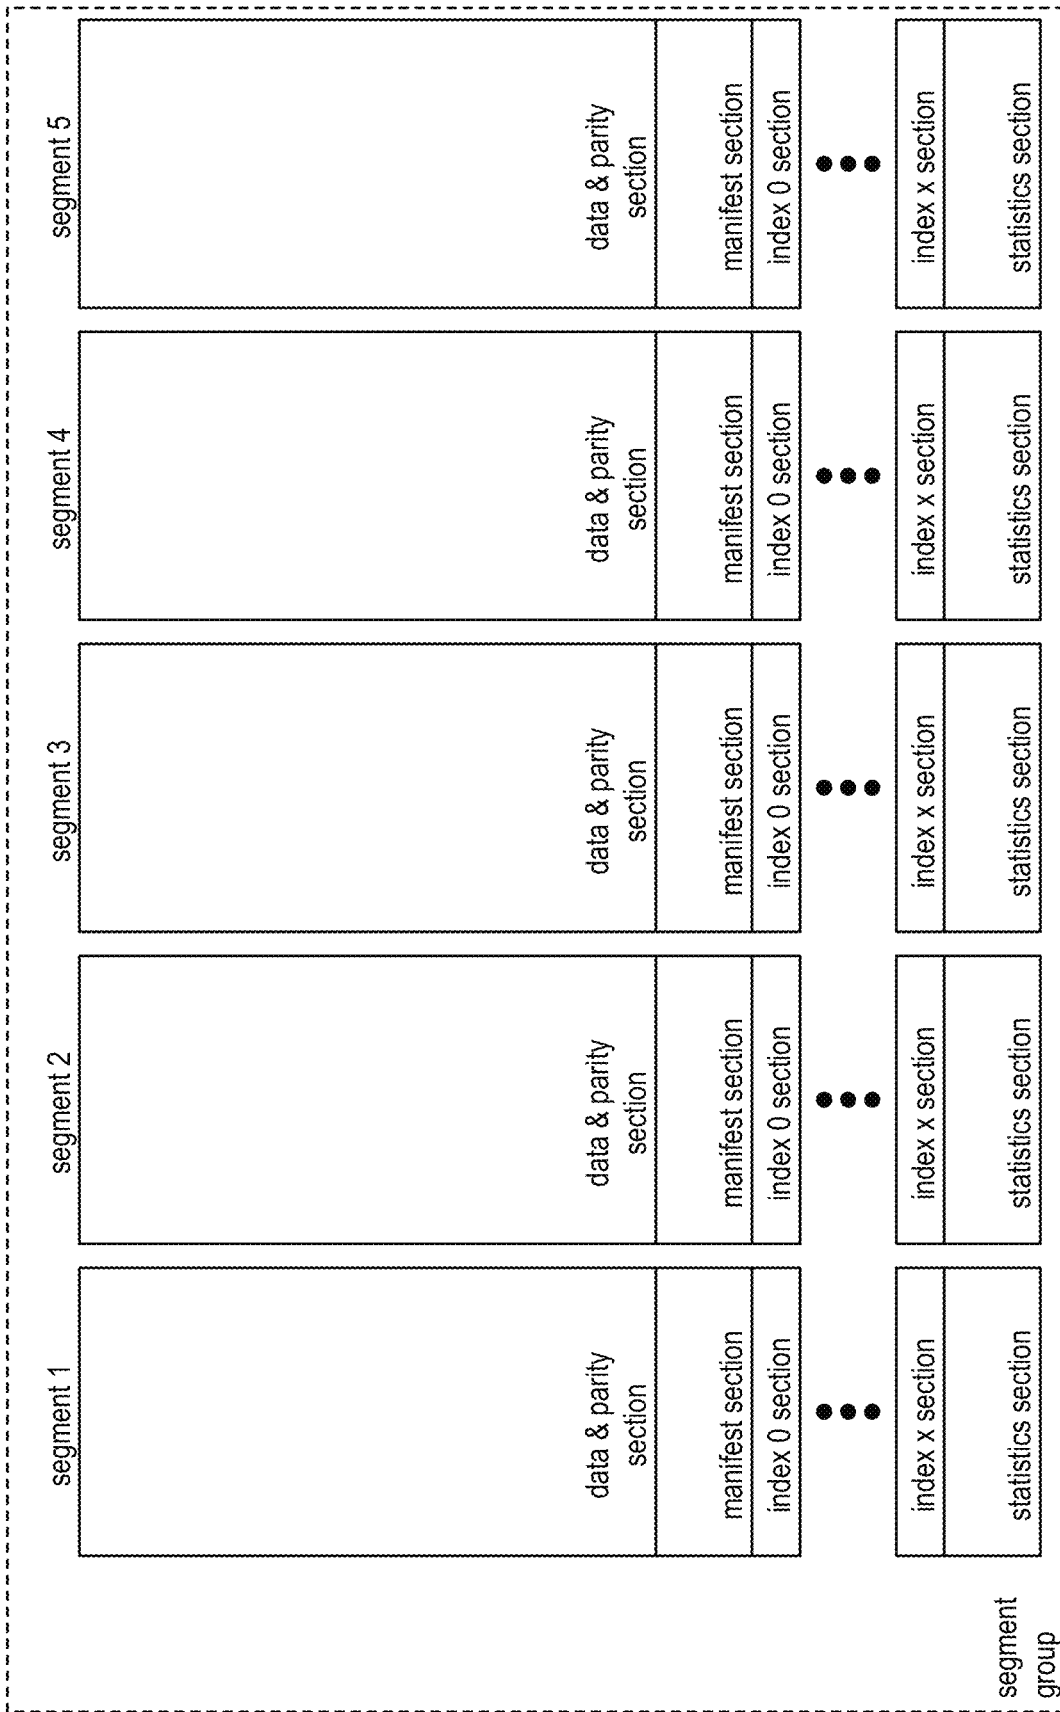 segment 1
data & parity
section
manifest section
index 0 section
index x section
statistics section
segment 2
data & parity
section
manifest section
index 0 section
index x section
statistics section
segment 3
data & parity
section
manifest section
index 0 section
index x section
statistics section
segment 4
data & parity
section
manifest section
index 0 section
index x section
statistics section
segment 5
data & parity
section
manifest section
index 0 section
index x section
statistics section
segment
group